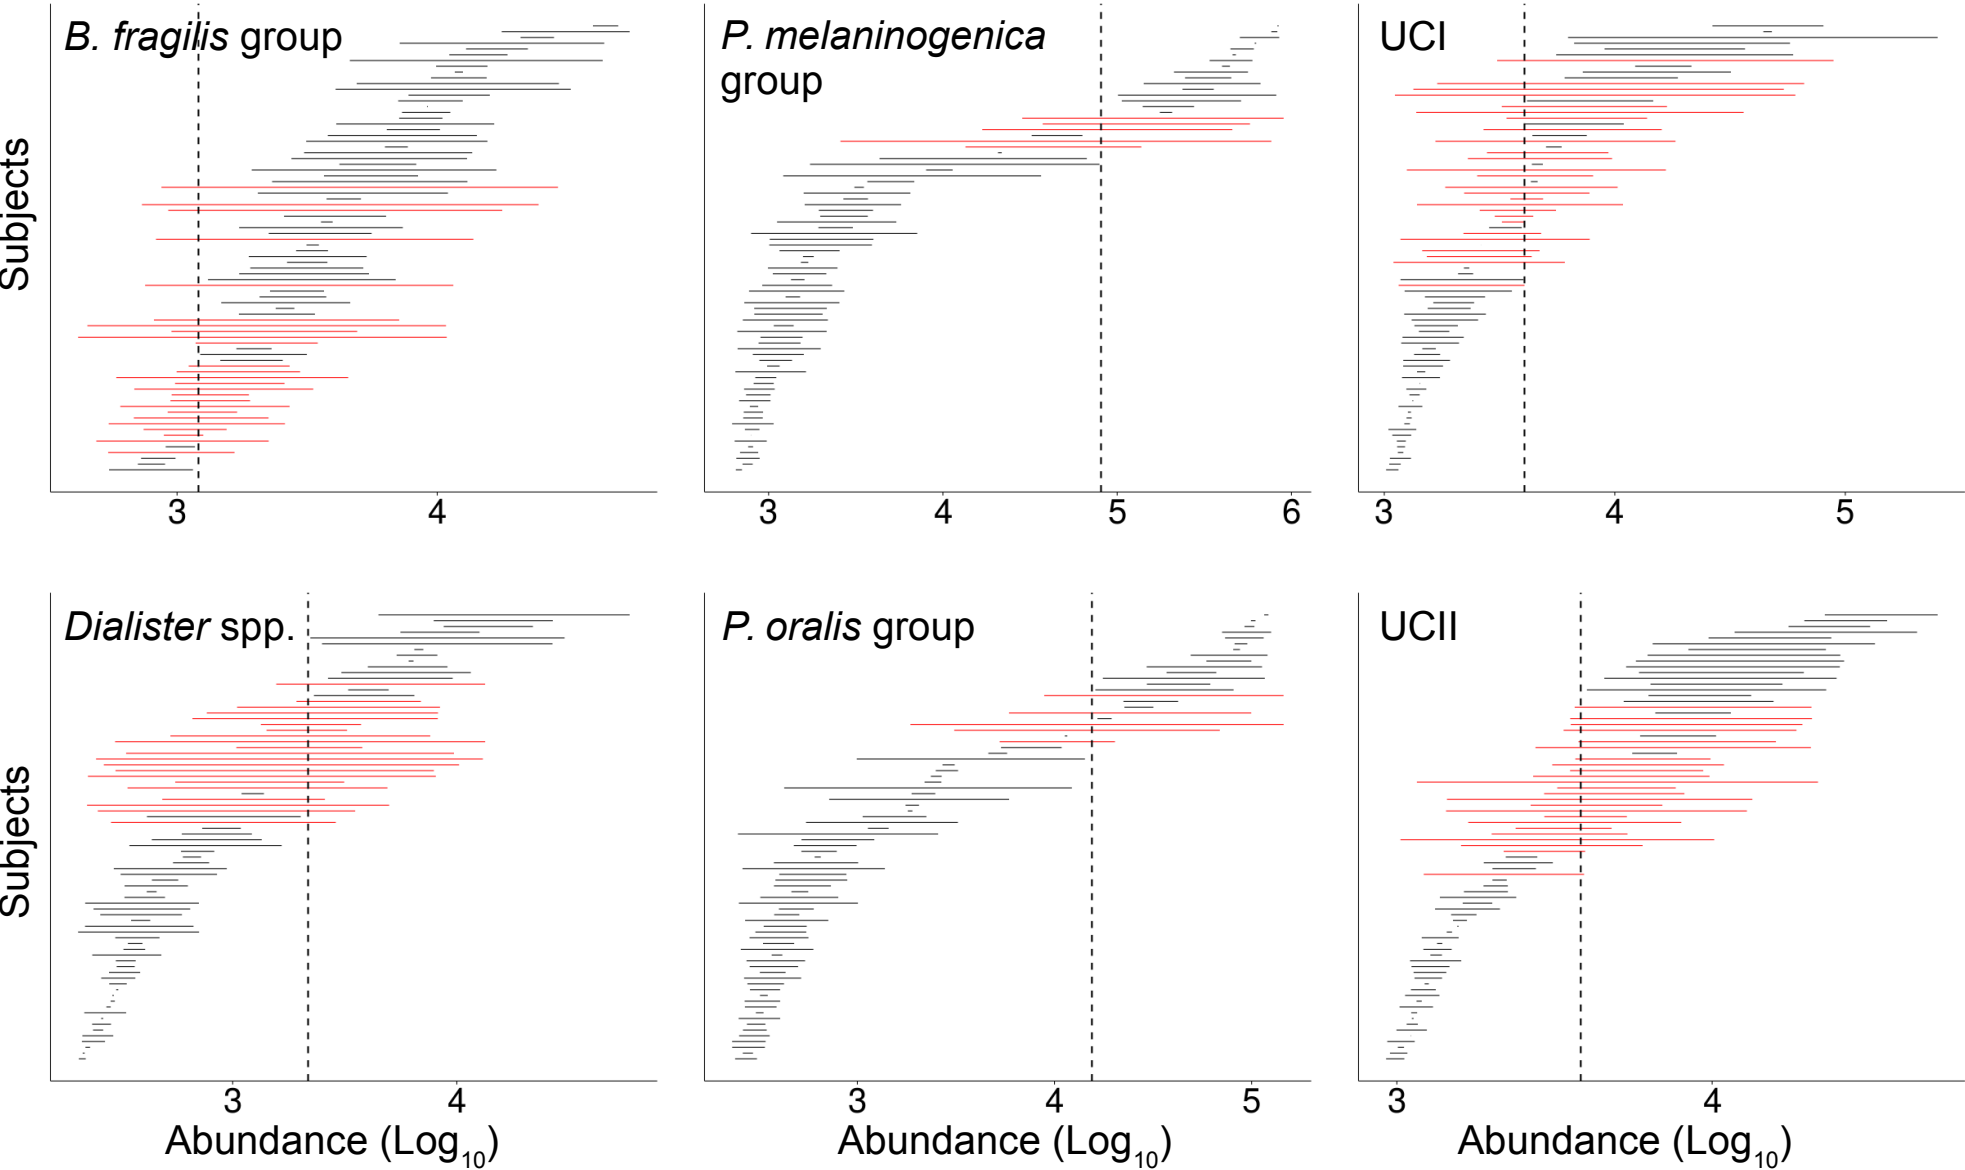 B. fragilis group
P. melaninogenica
group
UCI
Subjects
3 4
3 4 5 6
3 4 5
Dialister spp.
P. oralis group
UCII
Subjects
3 4
3 4 5
3 4
Abundance (Log₁₀)
Abundance (Log₁₀)
Abundance (Log₁₀)